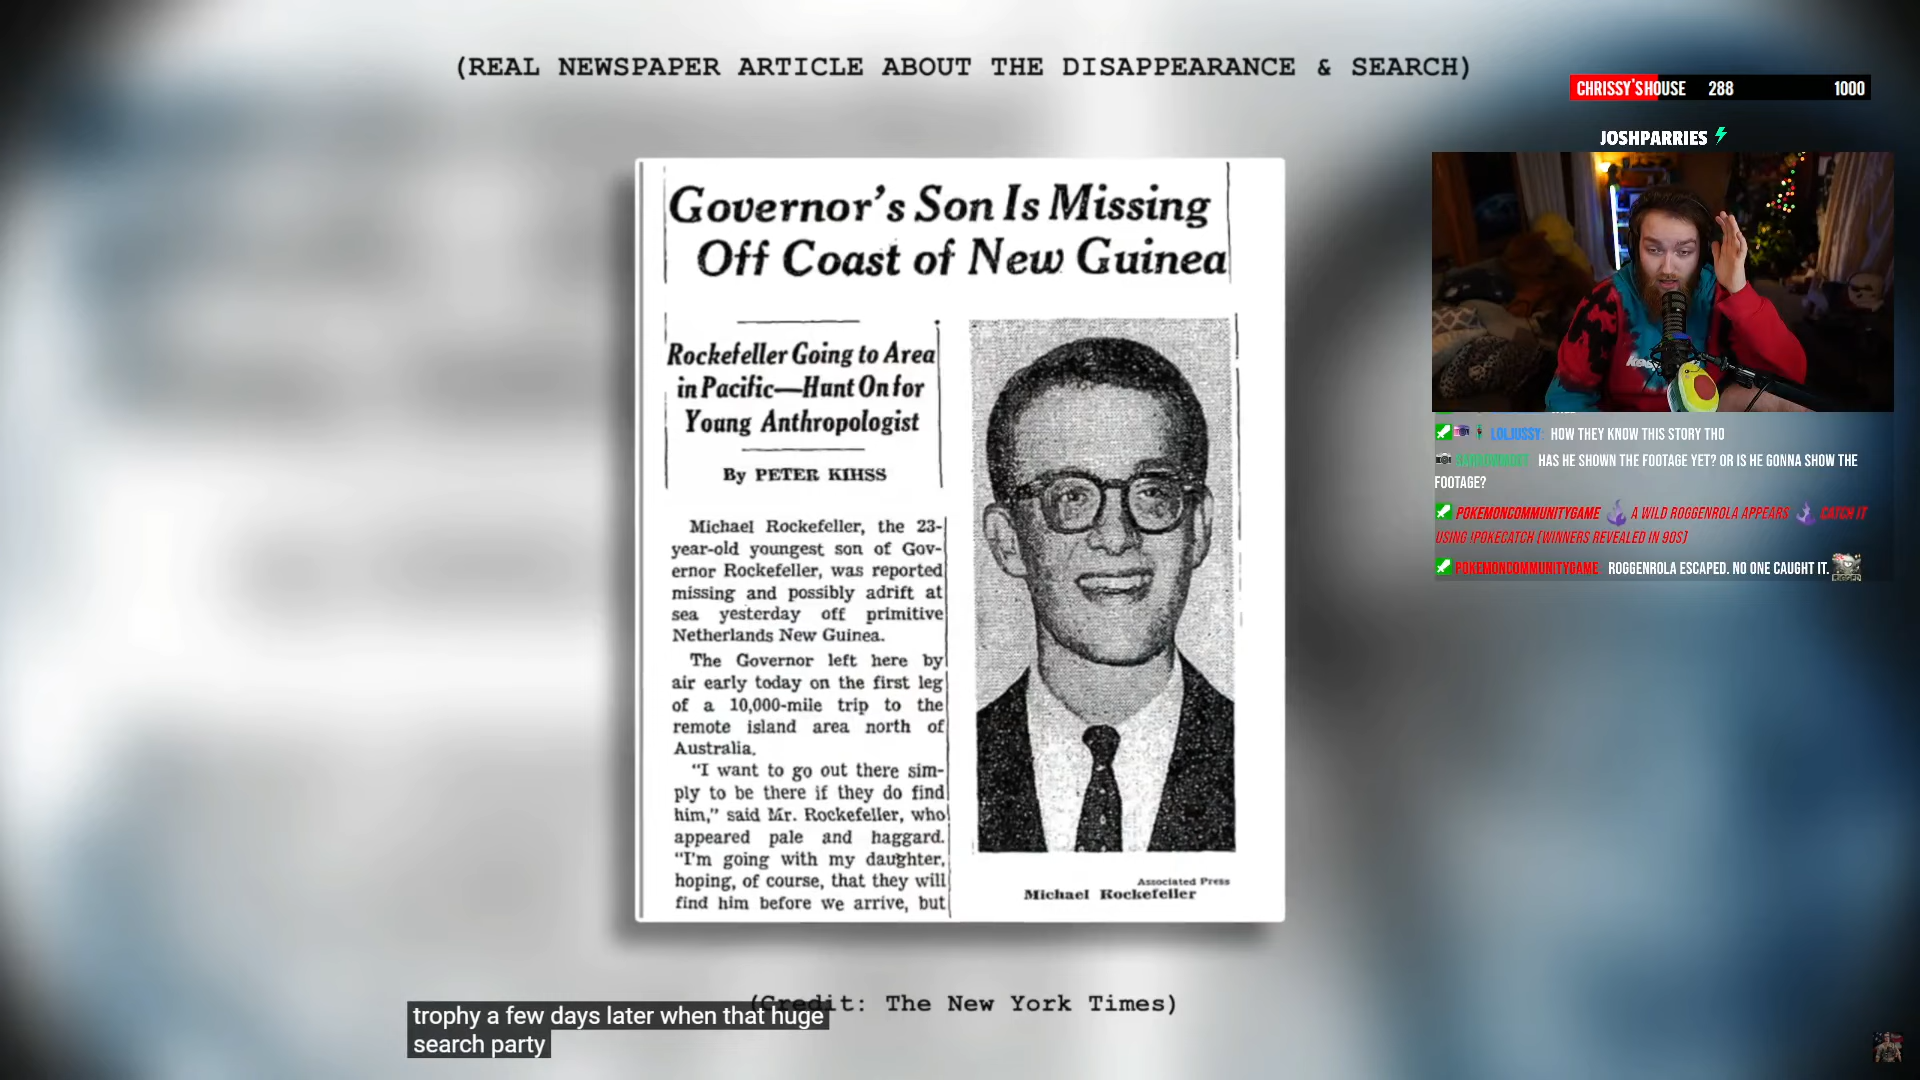 (REAL NEWSPAPER ARTICLE ABOUT THE DISAPPEARANCE & SEARCH)
CHRISSY'S HOUSE 288 1000
JOSHPARRIES
Governor's Son Is Missing
Off Coast of New Guinea
Rockefeller Going to Area
in Pacific—Hunt On for
Young Anthropologist
By PETER KIHSS
Michael Rockefeller, the 23-
year-old youngest son of Gov-
ernor Rockefeller, was reported
missing and possibly adrift at
sea yesterday off primitive
Netherlands New Guinea.
The Governor left here by
air early today on the first leg
of a 10,000-mile trip to the
remote island area north of
Australia.
"I want to go out there sim-
ply to be there if they do find
him," said Mr. Rockefeller, who
appeared pale and haggard.
"I'm going with my daughter,
hoping, of course, that they will
find him before we arrive, but
Associated Press
Michael Rockefeller
LOLJUSSY: HOW THEY KNOW THIS STORY THO
HAS HE SHOWN THE FOOTAGE YET? OR IS HE GONNA SHOW THE
FOOTAGE?
POKEMONCOMMUNITYGAME A WILD ROGGENROLA APPEARS CATCH IT
USING !POKECATCH (WINNERS REVEALED IN 90S)
POKEMONCOMMUNITYGAME ROGGENROLA ESCAPED. NO ONE CAUGHT IT.
(Credit: The New York Times)
trophy a few days later when that huge
search party